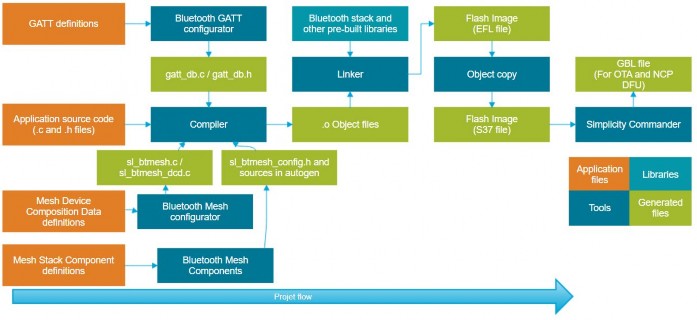 GATT definitions
Bluetooth GATT
configurator
Bluetooth stack and
other pre-built libraries
Flash Image
(EFL file)
gatt_db.c / gatt_db.h
Linker
Object copy
GBL file
(For OTA and NCP
DFU)
Application source code
(.c and .h files)
Compiler
.o Object files
Flash Image
(S37 file)
Simplicity Commander
sl_btmesh.c /
sl_btmesh_dcd.c
sl_btmesh_config.h and
sources in autogen
Mesh Device
Composition Data
definitions
Bluetooth Mesh
configurator
Application
files
Libraries
Tools
Generated
files
Mesh Stack Component
definitions
Bluetooth Mesh
Components
Projet flow